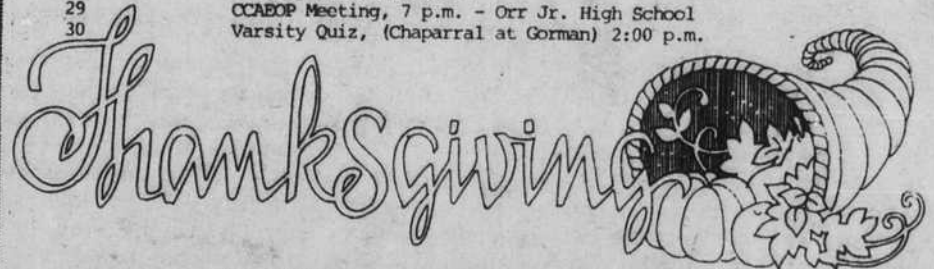 29 CCAEOP Meeting, 7 p.m. - Orr Jr. High School
30 Varsity Quiz, (Chaparral at Gorman) 2:00 p.m.
Thanksgiving